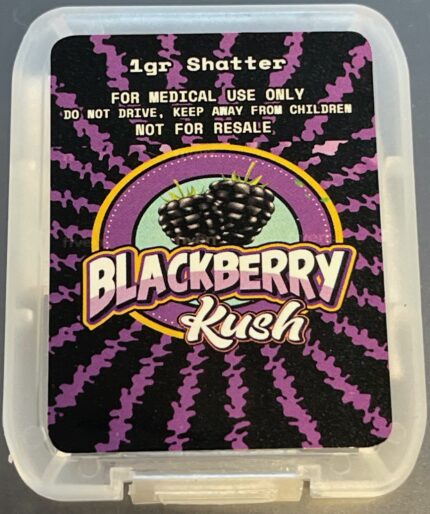 1gr Shatter
FOR MEDICAL USE ONLY
DO NOT DRIVE, KEEP AWAY FROM CHILDREN
NOT FOR RESALE
BLACKBERRY
Kush